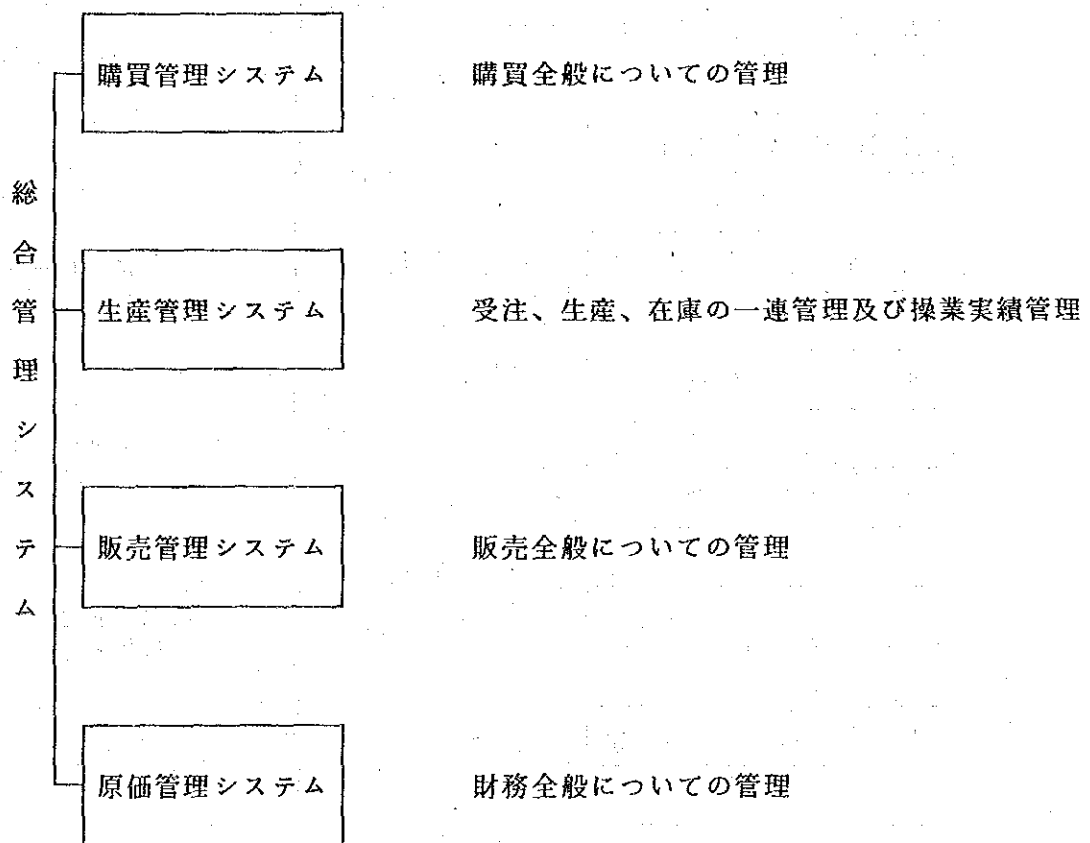 総合管理システム
購買管理システム
購買全般についての管理
生産管理システム
受注、生産、在庫の一連管理及び操業実績管理
販売管理システム
販売全般についての管理
原価管理システム
財務全般についての管理